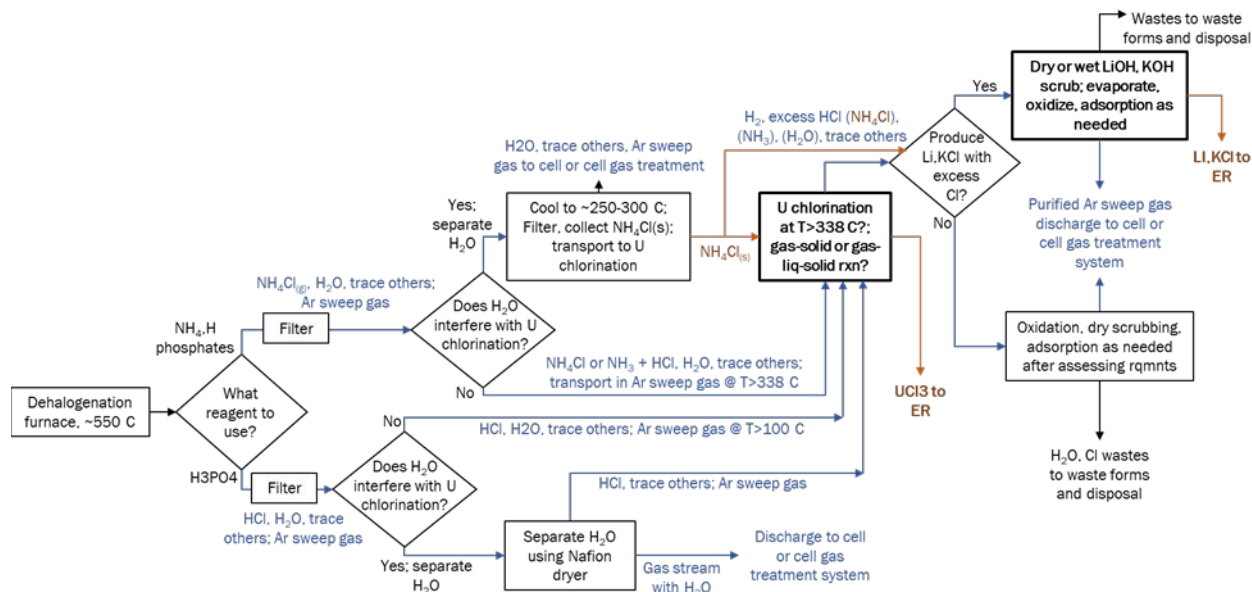 Wastes to waste
forms and disposal
Dry or wet LiOH, KOH
scrub; evaporate,
oxidize, adsorption as
needed
Yes
H₂, excess HCl (NH₄Cl),
(NH₃), (H₂O), trace others
Produce
Li,KCl with
excess
Cl?
LI,KCl to
ER
No
Purified Ar sweep gas
discharge to cell or
cell gas treatment
system
H2O, trace others, Ar sweep
gas to cell or cell gas treatment
Yes;
separate
H₂O
Cool to ~250-300 C;
Filter, collect NH₄Cl(s);
transport to U
chlorination
NH₄Cl₍s₎
U chlorination
at T>338 C?;
gas-solid or gas-
liq-solid rxn?
NH₄Cl₍g₎, H₂O, trace others;
Ar sweep gas
NH₄,H
phosphates
Filter
Does H₂O
interfere with U
chlorination?
Oxidation, dry scrubbing,
adsorption as needed
after assessing rqmnts
NH₄Cl or NH₃ + HCl, H₂O, trace others;
transport in Ar sweep gas @ T>338 C
No
UCl3 to
ER
Dehalogenation
furnace, ~550 C
What
reagent to
use?
No
HCl, H2O, trace others; Ar sweep gas @ T>100 C
H₂O, Cl wastes
to waste forms
and disposal
H3PO4
Filter
Does H₂O
interfere with U
chlorination?
HCl, trace others; Ar sweep gas
HCl, H₂O, trace
others; Ar sweep gas
Yes; separate
H₂O
Separate H₂O
using Nafion
dryer
Gas stream
with H₂O
Discharge to cell
or cell gas
treatment system